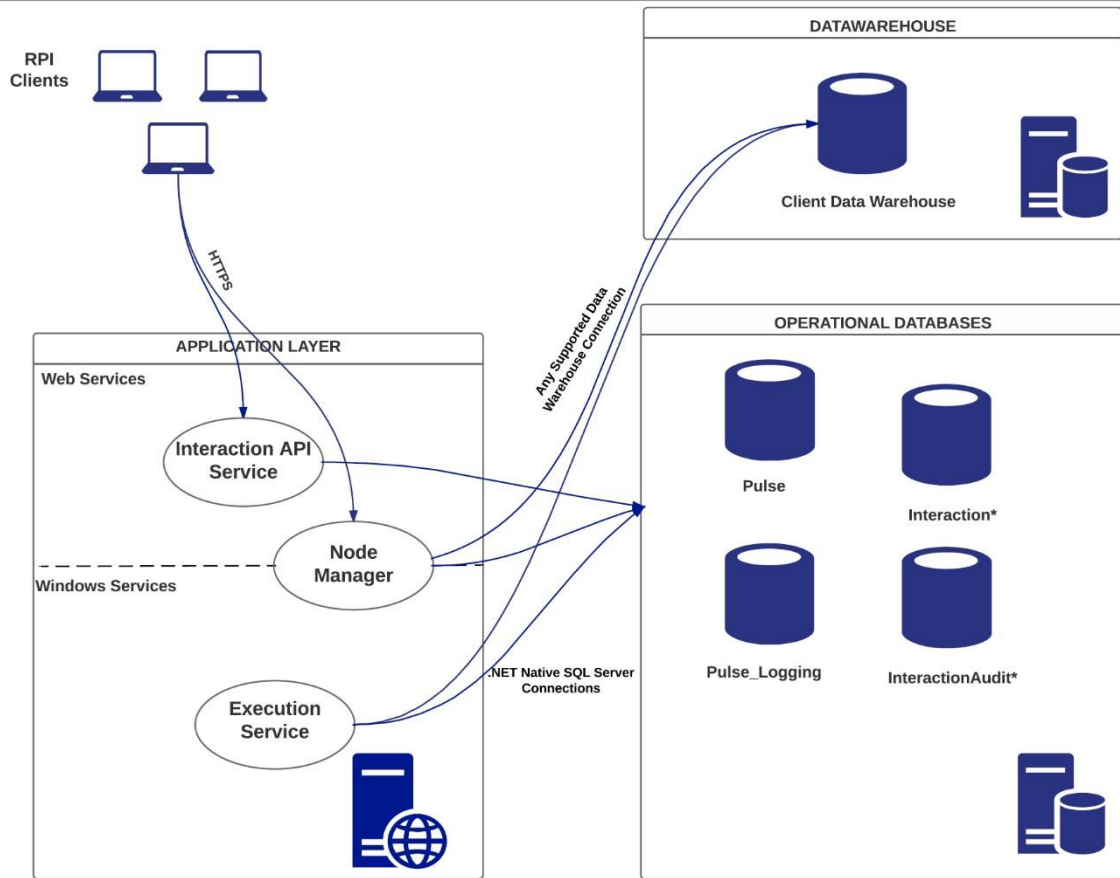 RPI
Clients
HTTPS
DATAWAREHOUSE
Client Data Warehouse
Any Supported Data
Warehouse Connection
APPLICATION LAYER
Web Services
Interaction API
Service
Node
Manager
Windows Services
Execution
Service
.NET Native SQL Server
Connections
OPERATIONAL DATABASES
Pulse
Interaction*
Pulse_Logging
InteractionAudit*